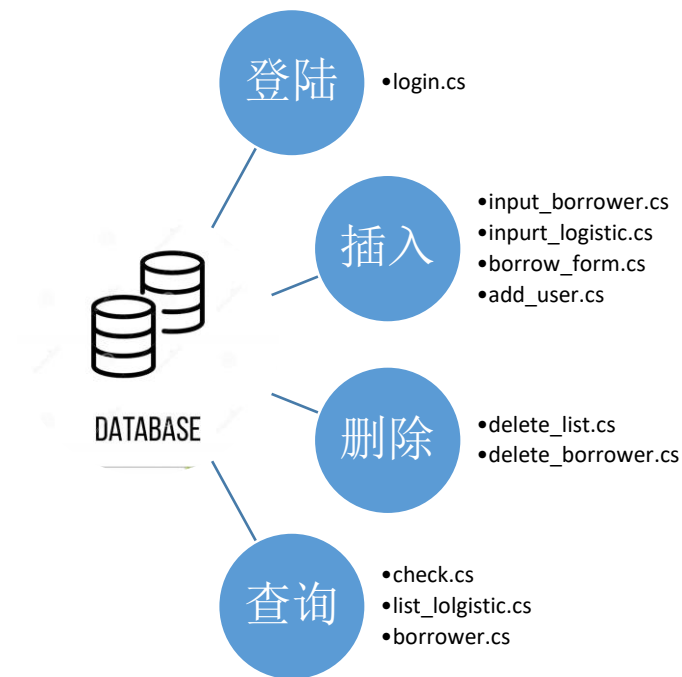 登陆
•login.cs
插入
•input_borrower.cs
•inpurt_logistic.cs
•borrow_form.cs
•add_user.cs
DATABASE
删除
•delete_list.cs
•delete_borrower.cs
查询
•check.cs
•list_lolgistic.cs
•borrower.cs